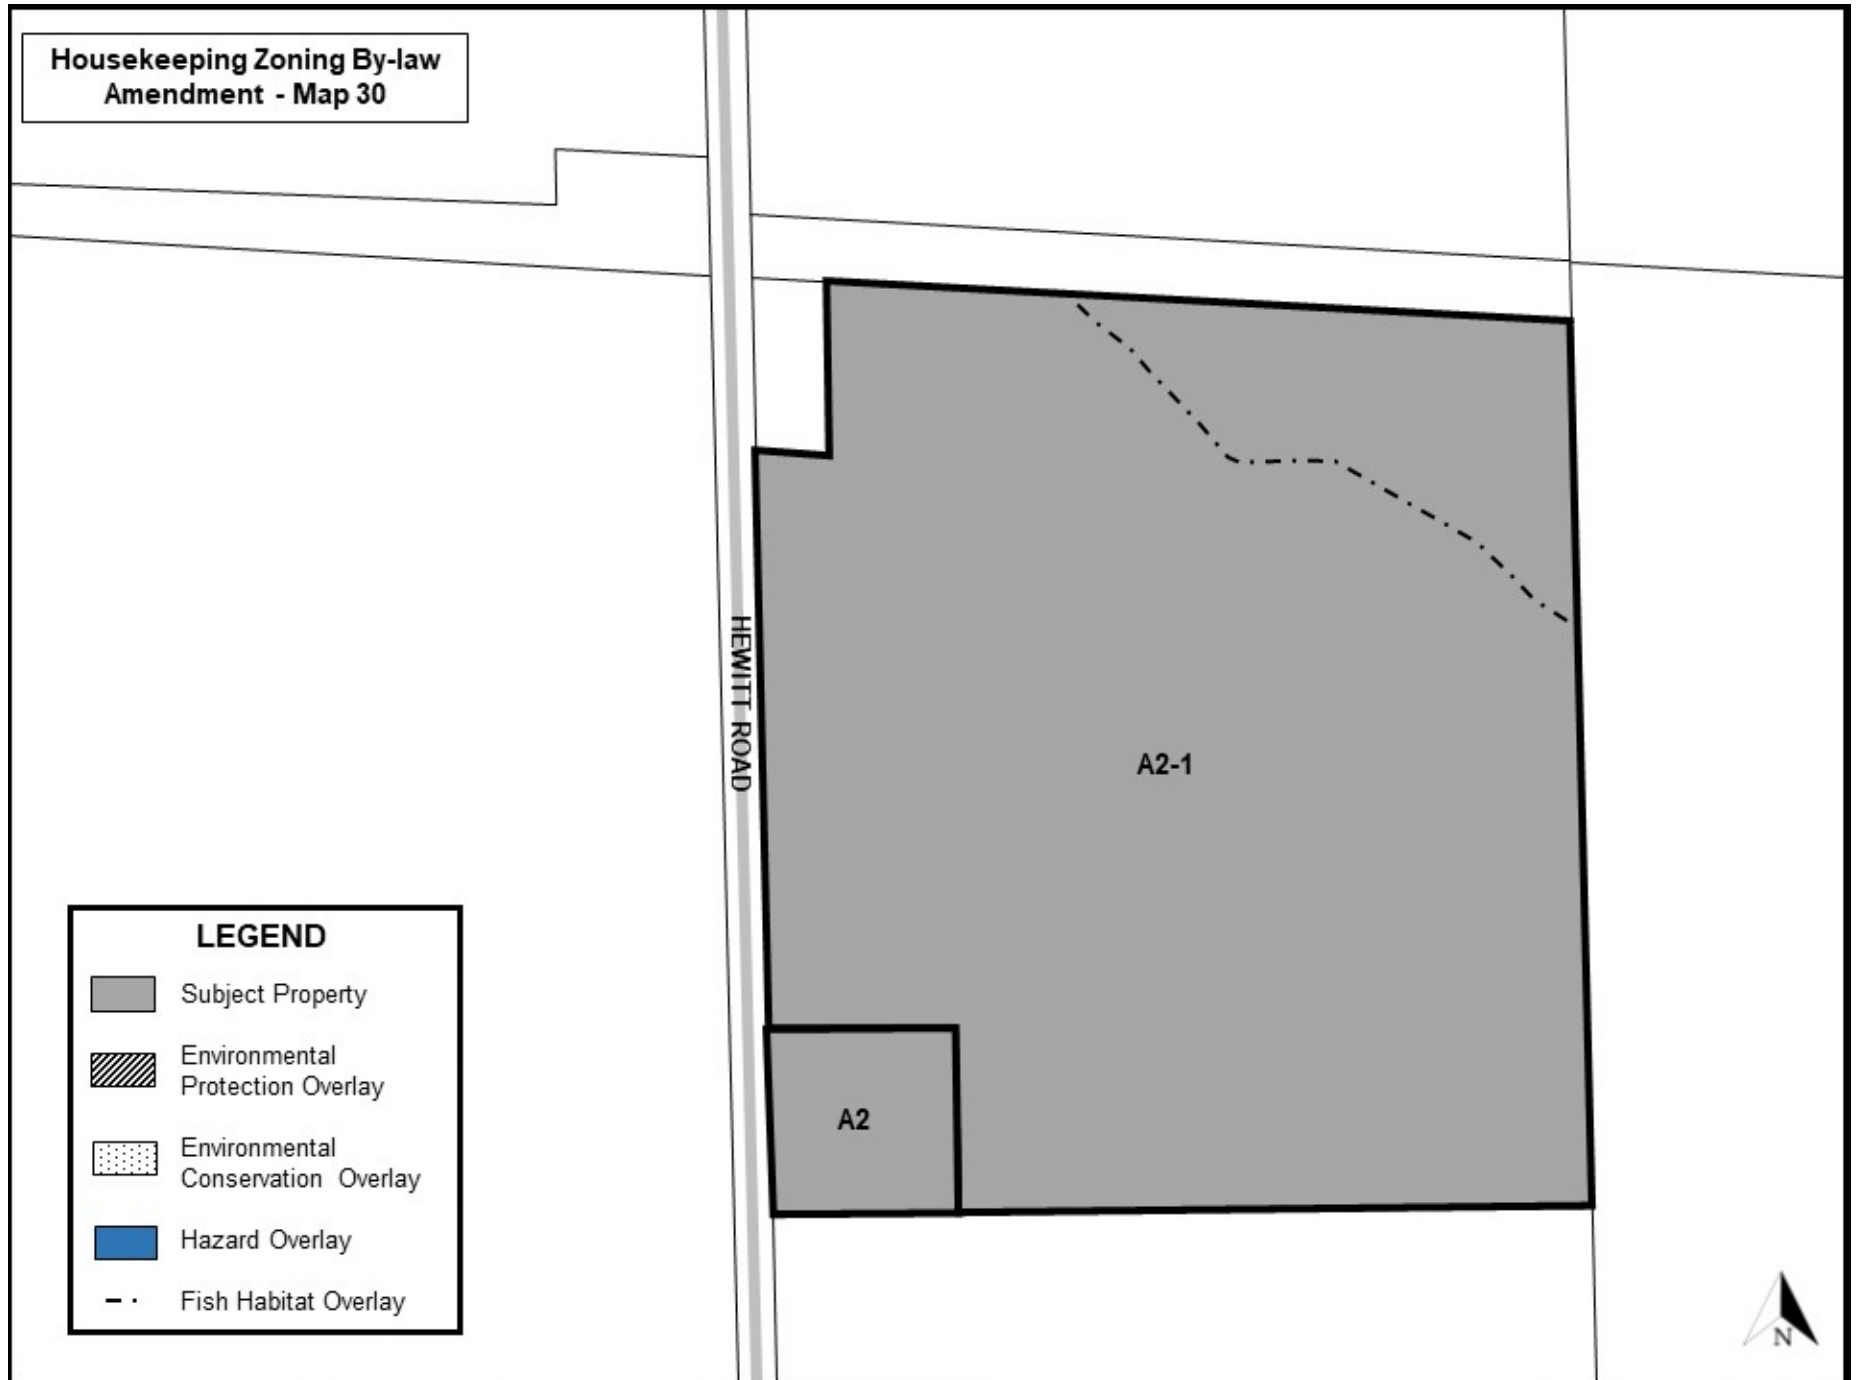 Housekeeping Zoning By-law
Amendment - Map 30
HEWITT ROAD
A2-1
A2
LEGEND
Subject Property
Environmental
Protection Overlay
Environmental
Conservation Overlay
Hazard Overlay
Fish Habitat Overlay
N